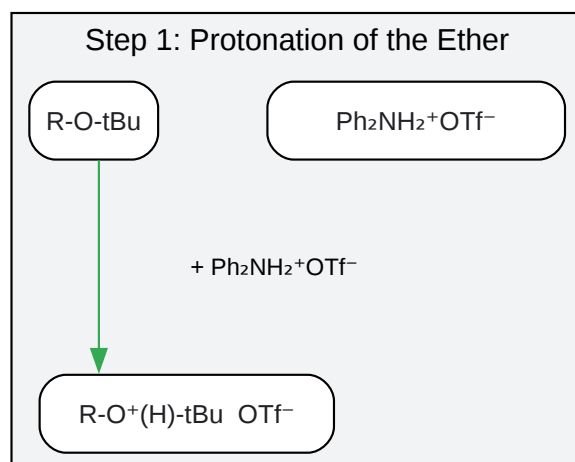 Step 1: Protonation of the Ether
R-O-tBu
Ph₂NH₂⁺OTf⁻
+ Ph₂NH₂⁺OTf⁻
R-O⁺(H)-tBu OTf⁻